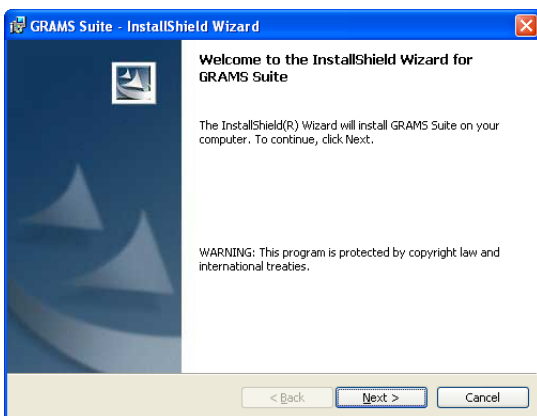 GRAMS Suite - InstallShield Wizard
Welcome to the InstallShield Wizard for
GRAMS Suite
The InstallShield(R) Wizard will install GRAMS Suite on your
computer. To continue, click Next.
WARNING: This program is protected by copyright law and
international treaties.
< Back Next > Cancel